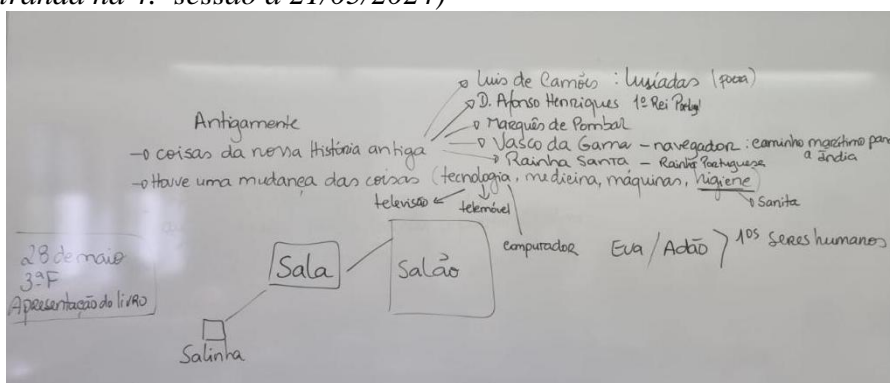 na 4.ª sessão a 21/05/2024)
Luis de Camões : Lusíadas (poeta)
D. Afonso Henriques 1º Rei Portugal
Antigamente
Marquês de Pombal
→ coisas da nossa História antiga
Vasco da Gama – navegador : caminho marítimo para
a Índia
Rainha Santa – Rainha Portuguesa
→ Houve uma mudança das coisas (tecnologia, medicina, máquinas, higiene)
televisão
telemóvel
Sanita
computador
Eva / Adão > 1os seres humanos
28 de maio
3ªF
Apresentação do livro
Sala
Salão
Salinha